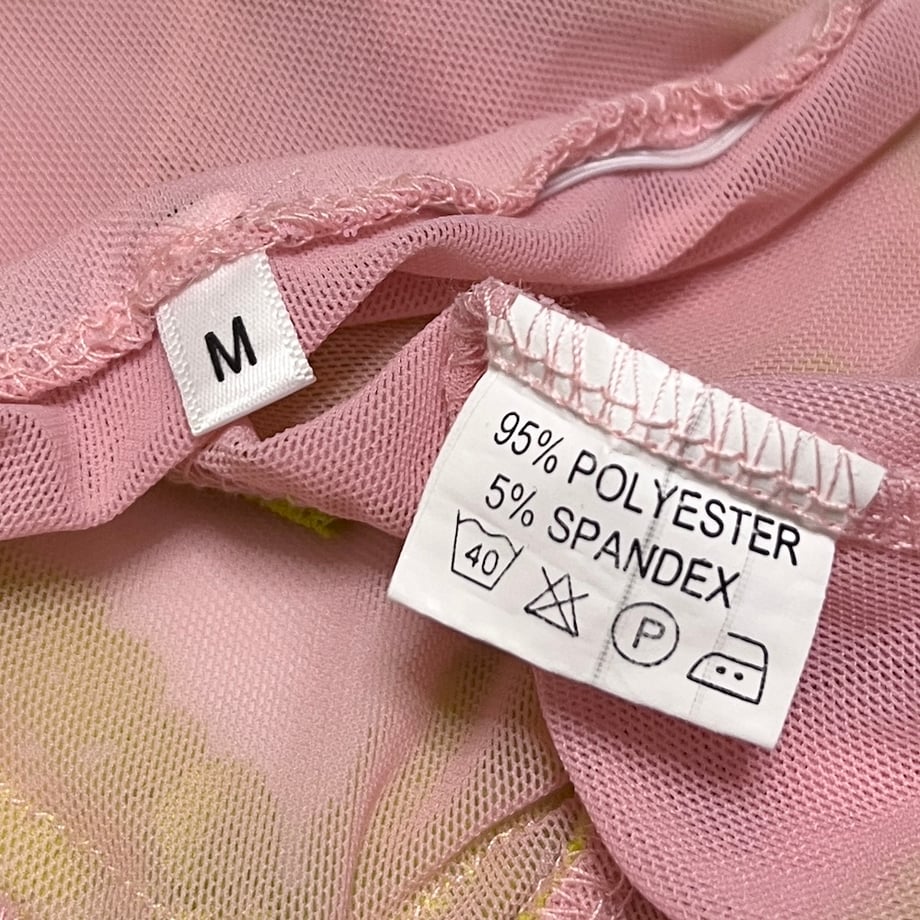 M
95% POLYESTER
5% SPANDEX
40 P